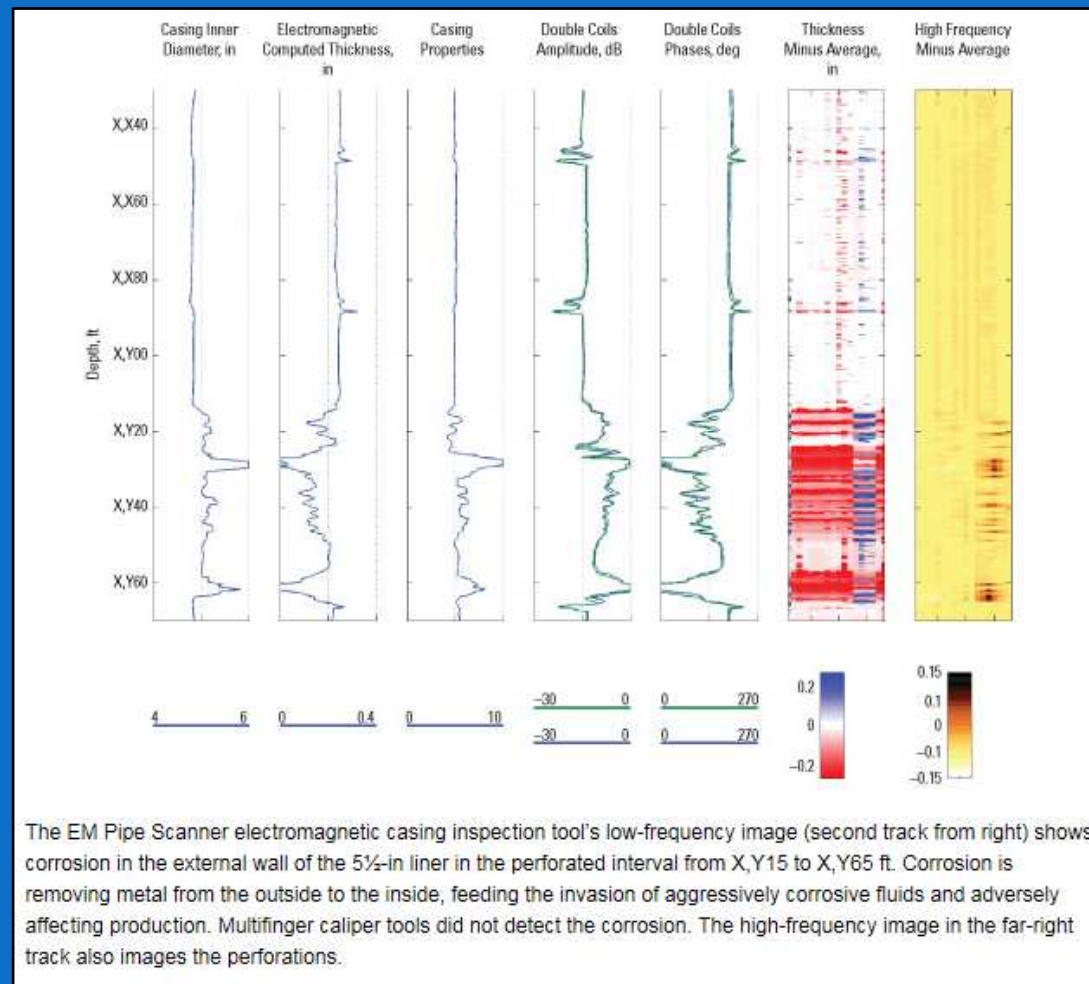 Casing Inner
Diameter, in
Electromagnetic
Computed Thickness,
in
Casing
Properties
Double Coils
Amplitude, dB
Double Coils
Phases, deg
Thickness
Minus Average,
in
High Frequency
Minus Average
Depth, ft
X,X40
X,X60
X,X80
X,Y00
X,Y20
X,Y40
X,Y60
4 6
0 0.4
0 10
−30 0
−30 0
0 270
0 270
0.2
0
−0.2
0.15
0.1
0
−0.1
−0.15
The EM Pipe Scanner electromagnetic casing inspection tool's low-frequency image (second track from right) shows
corrosion in the external wall of the 5½-in liner in the perforated interval from X,Y15 to X,Y65 ft. Corrosion is
removing metal from the outside to the inside, feeding the invasion of aggressively corrosive fluids and adversely
affecting production. Multifinger caliper tools did not detect the corrosion. The high-frequency image in the far-right
track also images the perforations.